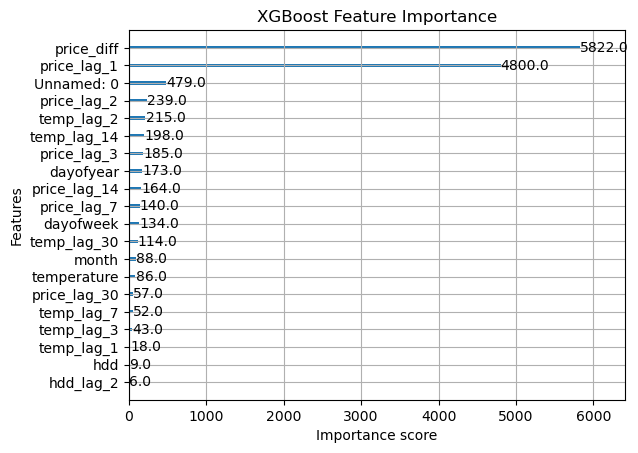 XGBoost Feature Importance
price_diff 5822.0
price_lag_1 4800.0
Unnamed: 0 479.0
price_lag_2 239.0
temp_lag_2 215.0
temp_lag_14 198.0
price_lag_3 185.0
dayofyear 173.0
price_lag_14 164.0
price_lag_7 140.0
dayofweek 134.0
temp_lag_30 114.0
month 88.0
temperature 86.0
price_lag_30 57.0
temp_lag_7 52.0
temp_lag_3 43.0
temp_lag_1 18.0
hdd 9.0
hdd_lag_2 6.0
Features
0 1000 2000 3000 4000 5000 6000
Importance score